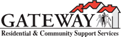 GATEWAY
Residential & Community Support Services